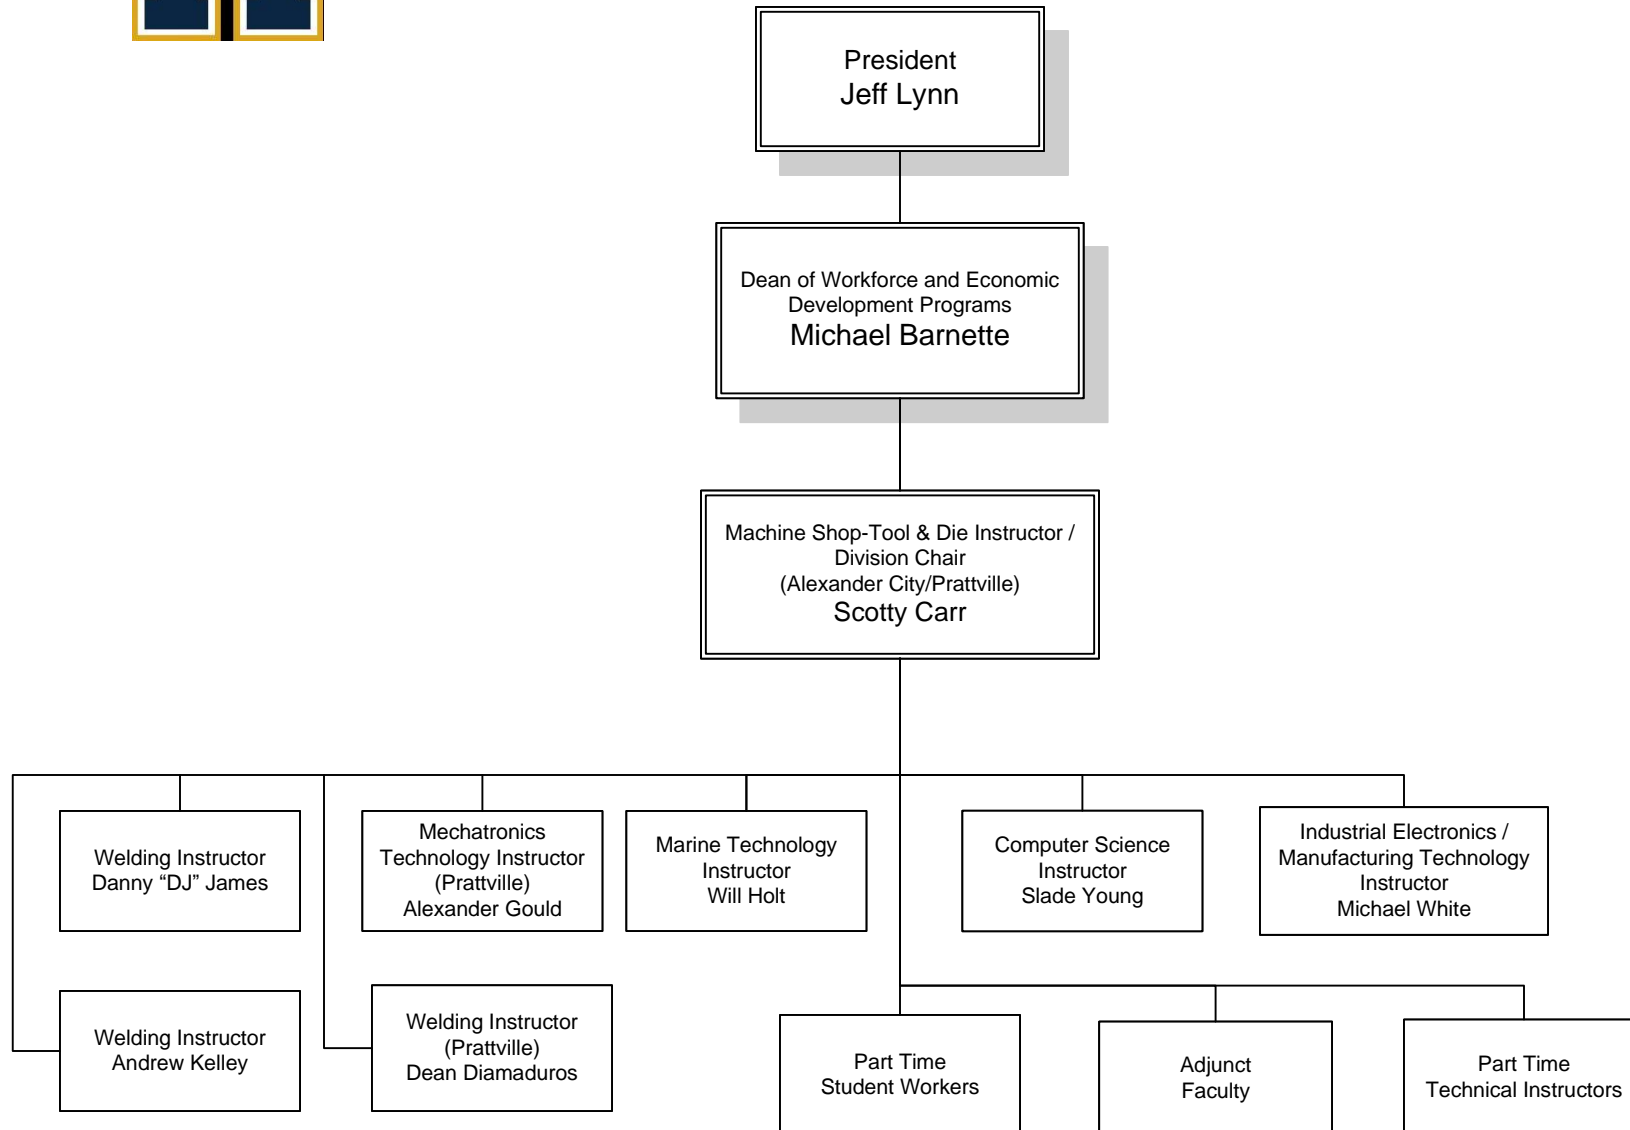 President
Jeff Lynn
Dean of Workforce and Economic
Development Programs
Michael Barnette
Machine Shop-Tool & Die Instructor /
Division Chair
(Alexander City/Prattville)
Scotty Carr
Welding Instructor
Danny “DJ” James
Mechatronics
Technology Instructor
(Prattville)
Alexander Gould
Marine Technology
Instructor
Will Holt
Computer Science
Instructor
Slade Young
Industrial Electronics /
Manufacturing Technology
Instructor
Michael White
Welding Instructor
Andrew Kelley
Welding Instructor
(Prattville)
Dean Diamaduros
Part Time
Student Workers
Adjunct
Faculty
Part Time
Technical Instructors